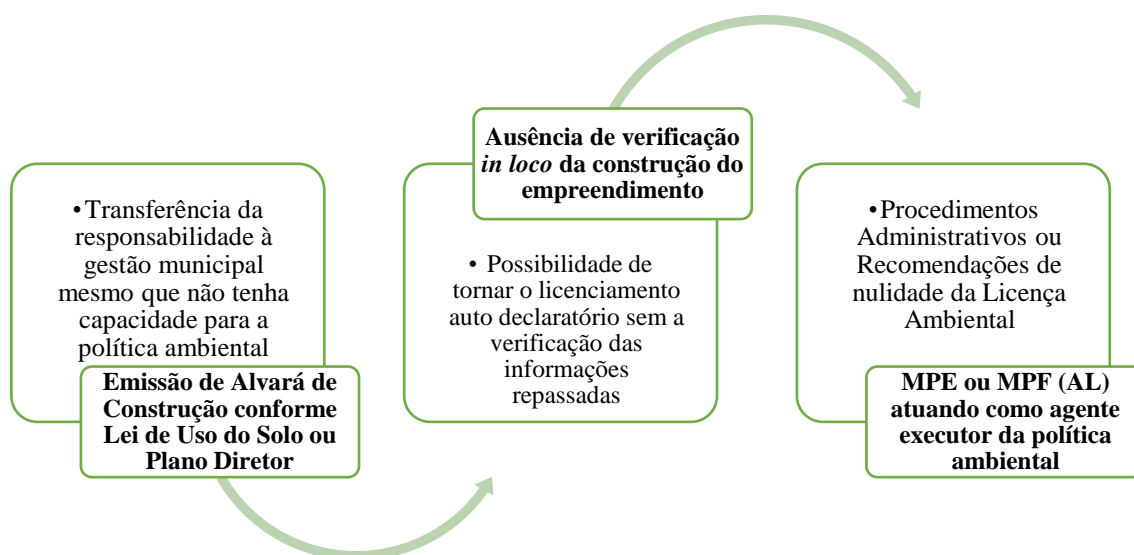 •Transferência da
responsabilidade à
gestão municipal
mesmo que não tenha
capacidade para a
política ambiental
Emissão de Alvará de
Construção conforme
Lei de Uso do Solo ou
Plano Diretor
Ausência de verificação
in loco da construção do
empreendimento
• Possibilidade de
tornar o licenciamento
auto declaratório sem a
verificação das
informações
repassadas
•Procedimentos
Administrativos ou
Recomendações de
nulidade da Licença
Ambiental
MPE ou MPF (AL)
atuando como agente
executor da política
ambiental